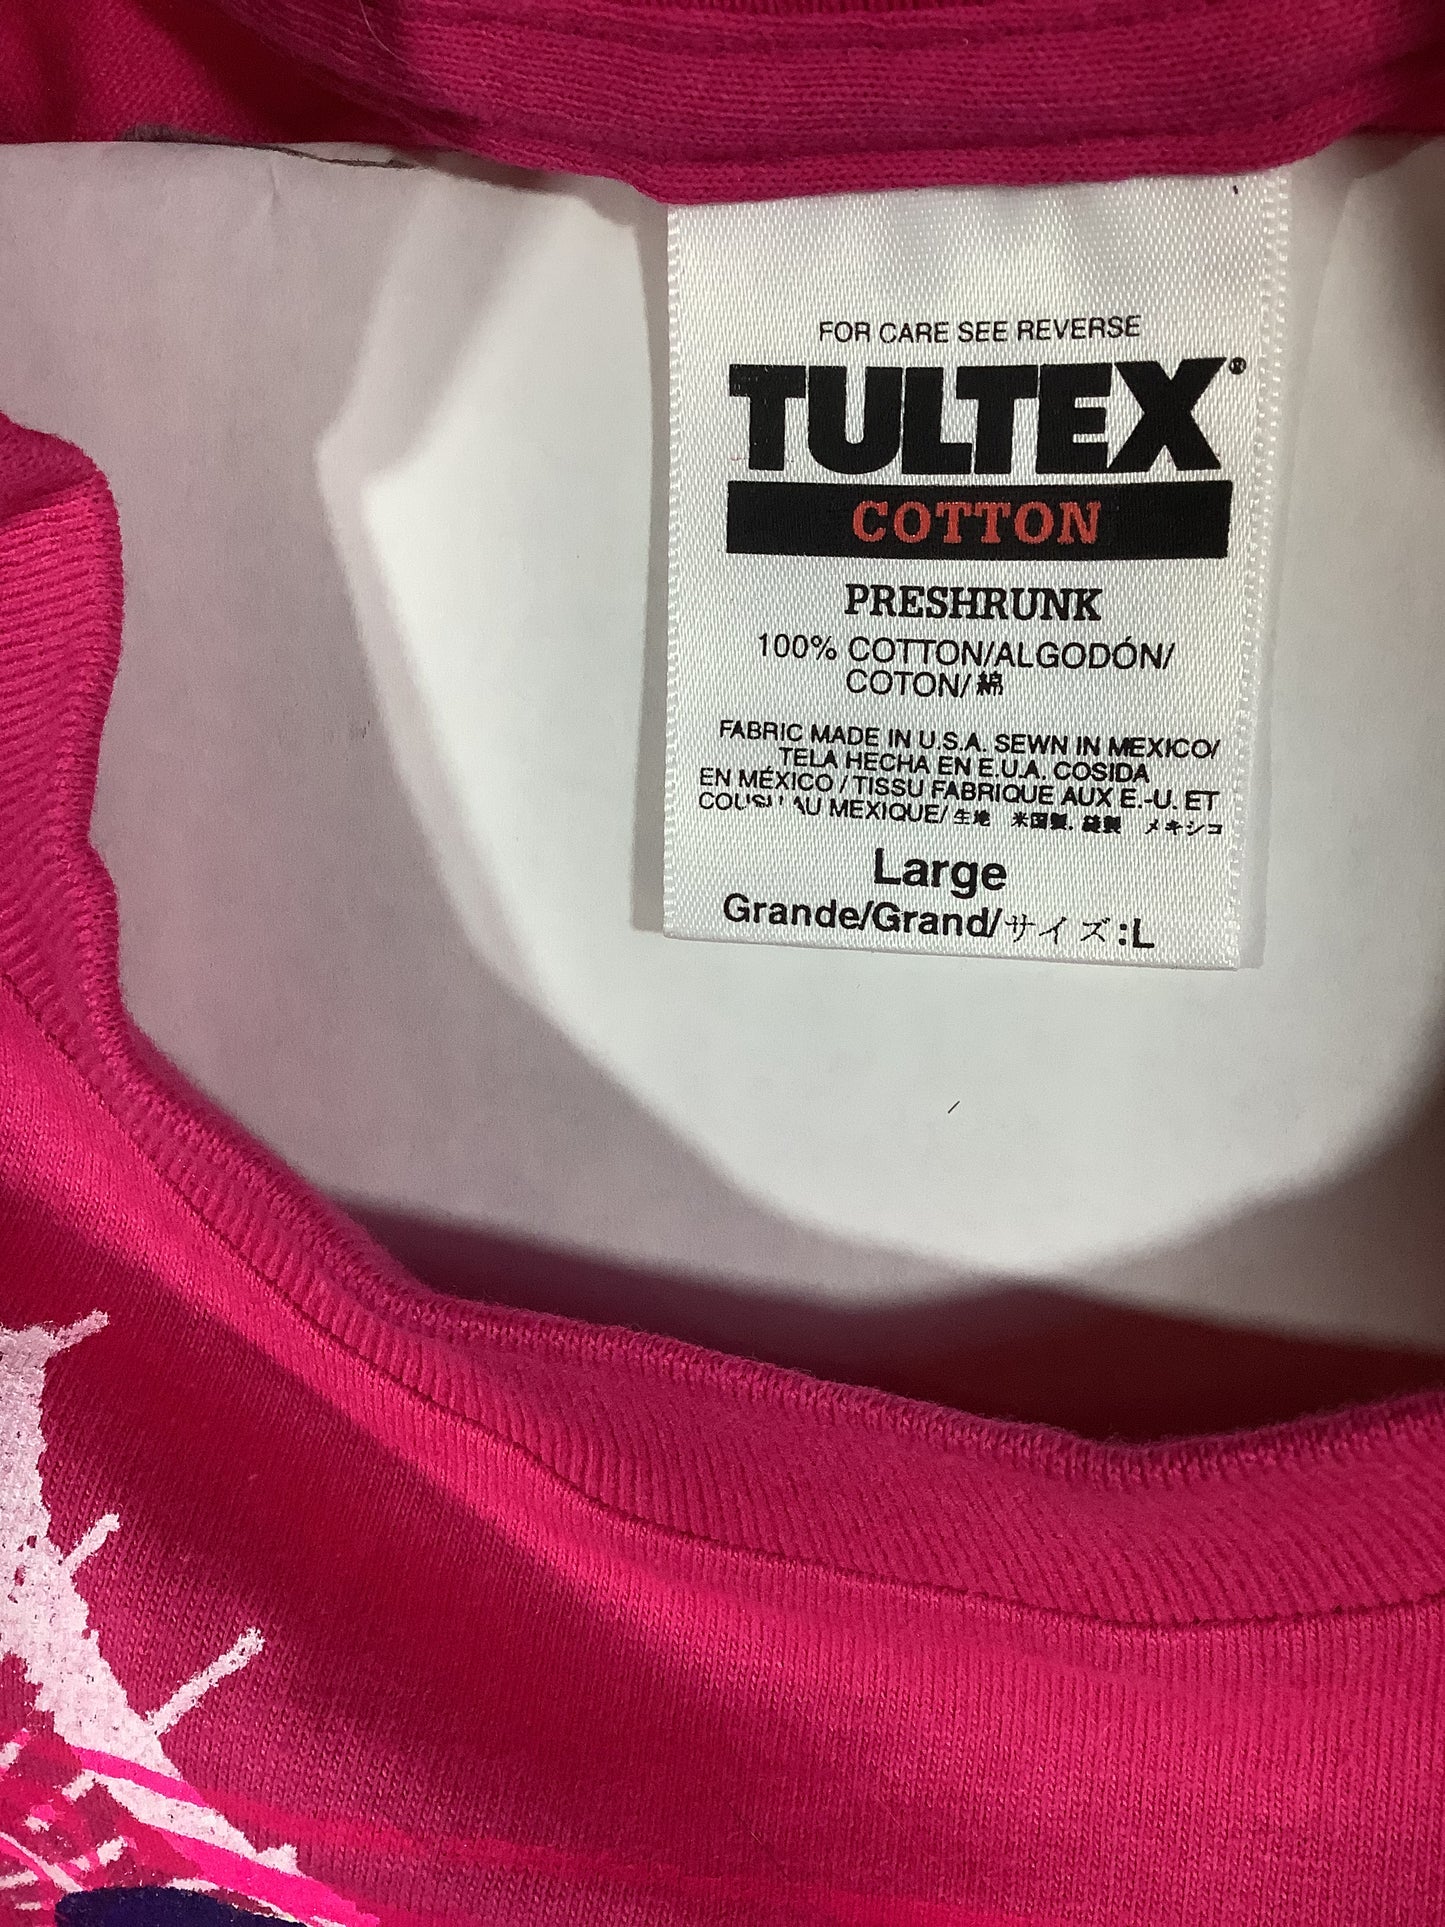 FOR CARE SEE REVERSE
TULTEX®
COTTON
PRESHRUNK
100% COTTON/ALGODÓN/
COTON/綿
FABRIC MADE IN U.S.A. SEWN IN MEXICO/
TELA HECHA EN E.U.A. COSIDA
EN MÉXICO / TISSU FABRIQUE AUX E.-U. ET
AU MEXIQUE/生地 米国製, 縫製 メキシコ
Large
Grande/Grand/サイズ:L